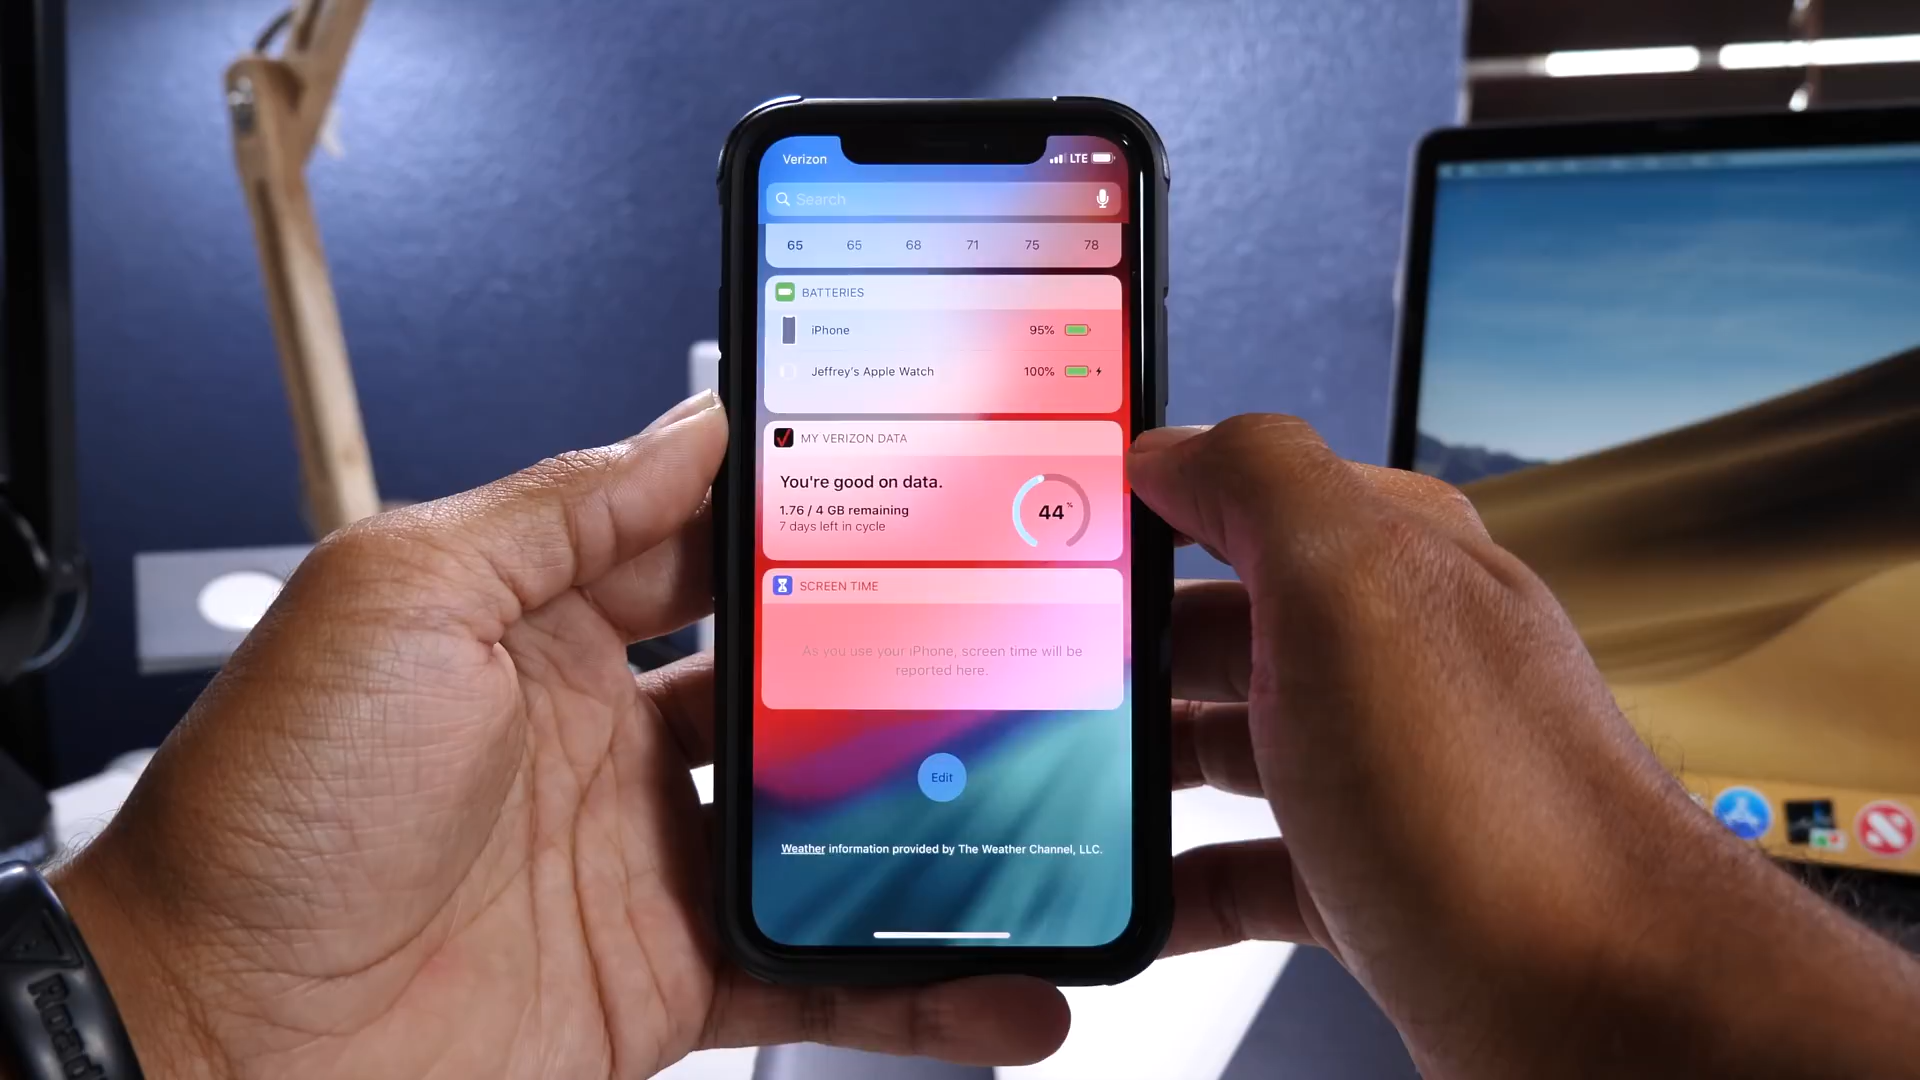 Verizon
LTE
Search
65 65 68 71 75 78
BATTERIES
iPhone 95%
Jeffrey's Apple Watch 100%
MY VERIZON DATA
You're good on data.
1.76 / 4 GB remaining
7 days left in cycle
44%
SCREEN TIME
As you use your iPhone, screen time will be
reported here.
Edit
Weather information provided by The Weather Channel, LLC.